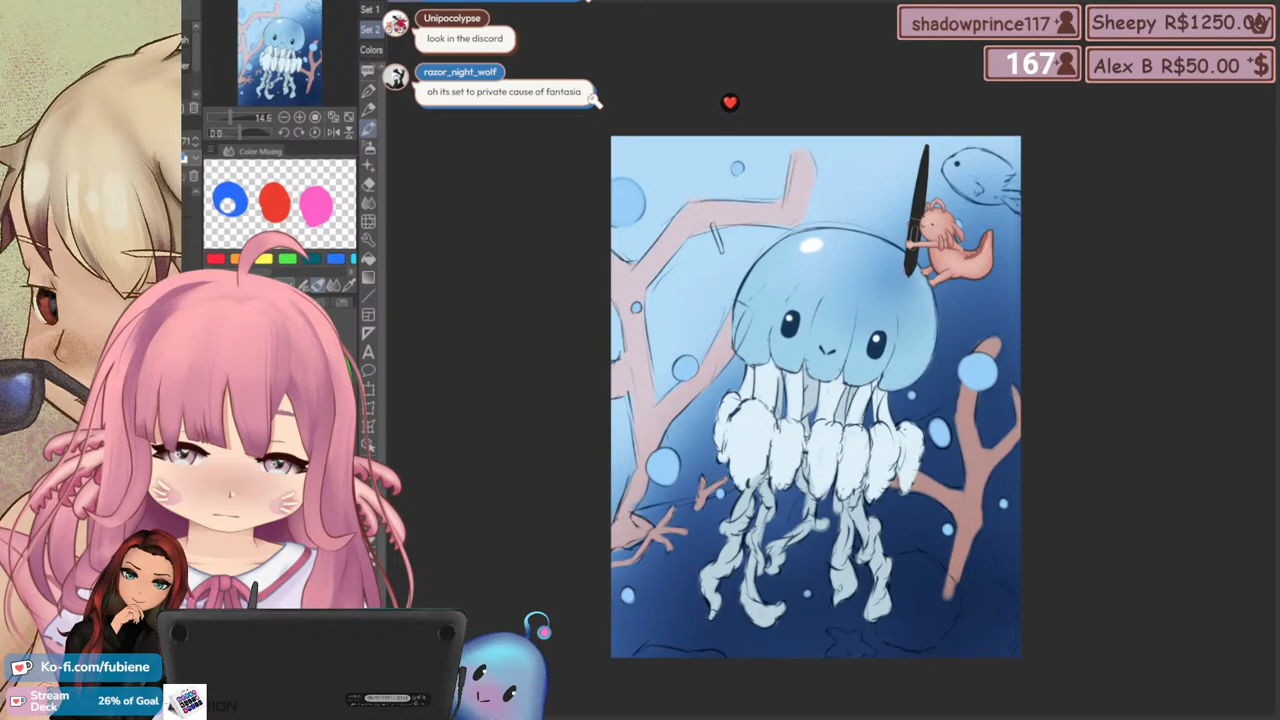 Set 1
Set 2
Colors
Unipocolypse
look in the discord
razor_night_wolf
oh its set to private cause of fantasia
shadowprince117
Sheepy R$1250.00
167
Alex B R$50.00
14.5
0.0
71
Color Mixing
A
Ko-fi.com/fubiene
Stream
Deck
26% of Goal